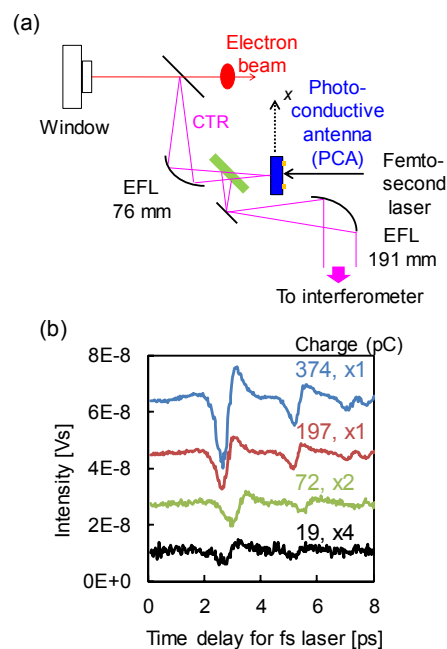 (a)
Electron
beam
x
Photo-
conductive
antenna
(PCA)
Window
CTR
Femto-
second
laser
EFL
76 mm
EFL
191 mm
To interferometer
(b)
Charge (pC)
8E-8
374, x1
6E-8
197, x1
4E-8
72, x2
2E-8
19, x4
0E+0
Intensity [Vs]
0 2 4 6 8
Time delay for fs laser [ps]